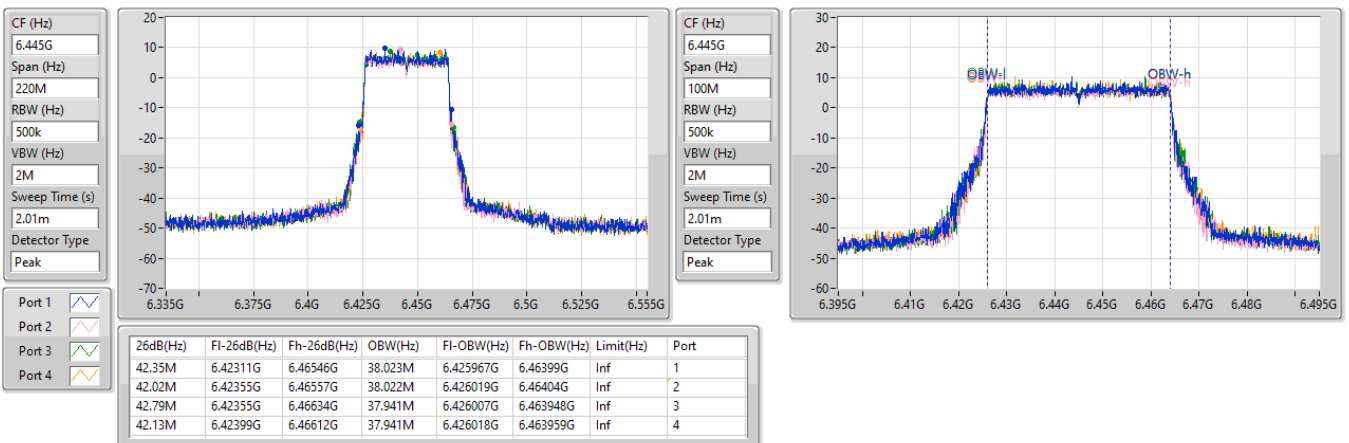 CF (Hz)
6.445G
Span (Hz)
220M
RBW (Hz)
500k
VBW (Hz)
2M
Sweep Time (s)
2.01m
Detector Type
Peak
20
10
0
-10
-20
-30
-40
-50
-60
-70
6.335G 6.375G 6.4G 6.425G 6.45G 6.475G 6.5G 6.525G 6.555G
CF (Hz)
6.445G
Span (Hz)
100M
RBW (Hz)
500k
VBW (Hz)
2M
Sweep Time (s)
2.01m
Detector Type
Peak
30
20
10
0
-10
-20
-30
-40
-50
-60
OBW-l OBW-h
6.395G 6.41G 6.42G 6.43G 6.44G 6.45G 6.46G 6.47G 6.48G 6.495G
Port 1
Port 2
Port 3
Port 4
26dB(Hz) Fl-26dB(Hz) Fh-26dB(Hz) OBW(Hz) Fl-OBW(Hz) Fh-OBW(Hz) Limit(Hz) Port
42.35M 6.42311G 6.46546G 38.023M 6.425967G 6.46399G Inf 1
42.02M 6.42355G 6.46557G 38.022M 6.426019G 6.46404G Inf 2
42.79M 6.42355G 6.46634G 37.941M 6.426007G 6.463948G Inf 3
42.13M 6.42399G 6.46612G 37.941M 6.426018G 6.463959G Inf 4